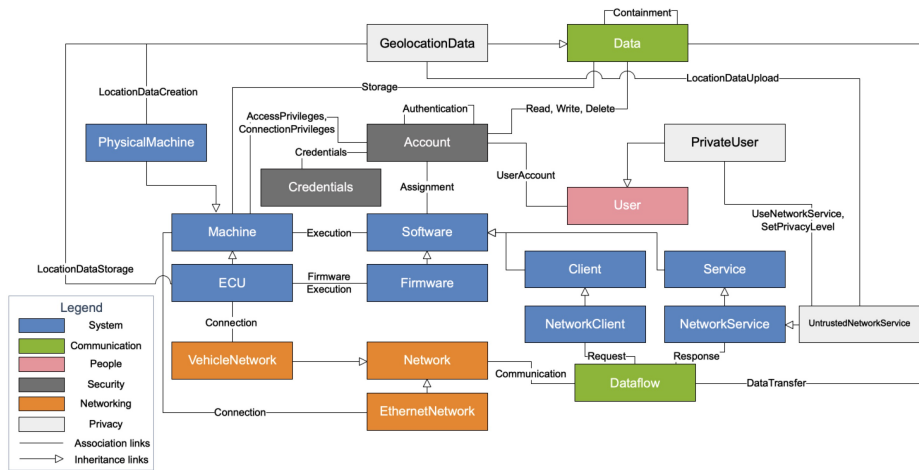 Containment
GeolocationData
Data
LocationDataUpload
Storage
LocationDataCreation
AccessPrivileges,
ConnectionPrivileges
Authentication
Read, Write, Delete
PhysicalMachine
Account
PrivateUser
Credentials
Credentials
Assignment
UserAccount
User
UseNetworkService,
SetPrivacyLevel
Machine
Execution
Software
LocationDataStorage
ECU
Firmware
Execution
Firmware
Client
Service
Legend
System
Communication
People
Security
Networking
Privacy
Association links
Inheritance links
Connection
NetworkClient
NetworkService
UntrustedNetworkService
VehicleNetwork
Network
Communication
Request
Response
Dataflow
DataTransfer
Connection
EthernetNetwork